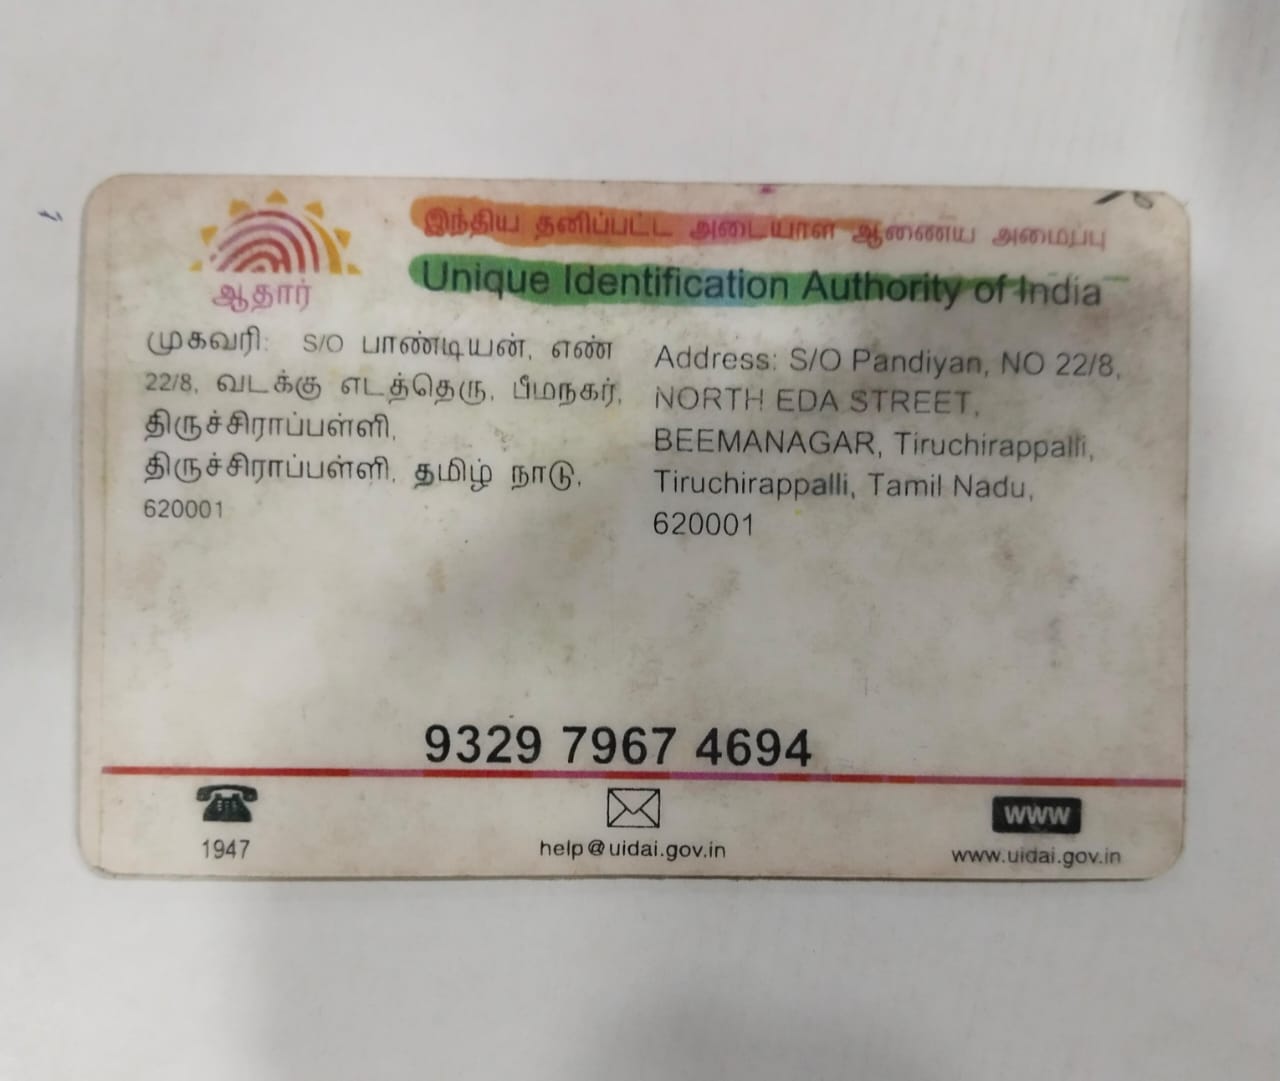 இந்திய தனிப்பட்ட அடையாள ஆணைய அமைப்பு
Unique Identification Authority of India
ஆதார்
முகவரி: S/O பாண்டியன், எண்
22/8, வடக்கு எடத்தெரு, பீமநகர்,
திருச்சிராப்பள்ளி,
திருச்சிராப்பள்ளி, தமிழ் நாடு,
620001
Address: S/O Pandiyan, NO 22/8,
NORTH EDA STREET,
BEEMANAGAR, Tiruchirappalli,
Tiruchirappalli, Tamil Nadu,
620001
9329 7967 4694
1947
help@uidai.gov.in
WWW
www.uidai.gov.in